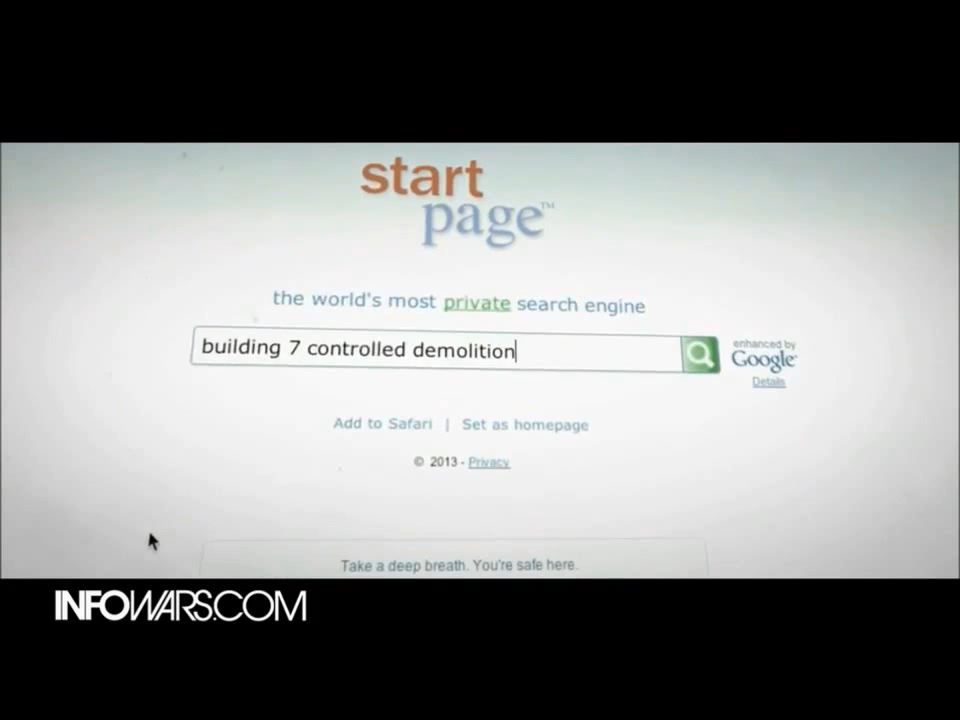 start
page™
the world's most private search engine
building 7 controlled demolition
enhanced by
Google
Details
Add to Safari | Set as homepage
© 2013 - Privacy
Take a deep breath. You're safe here.
INFOWARS.COM